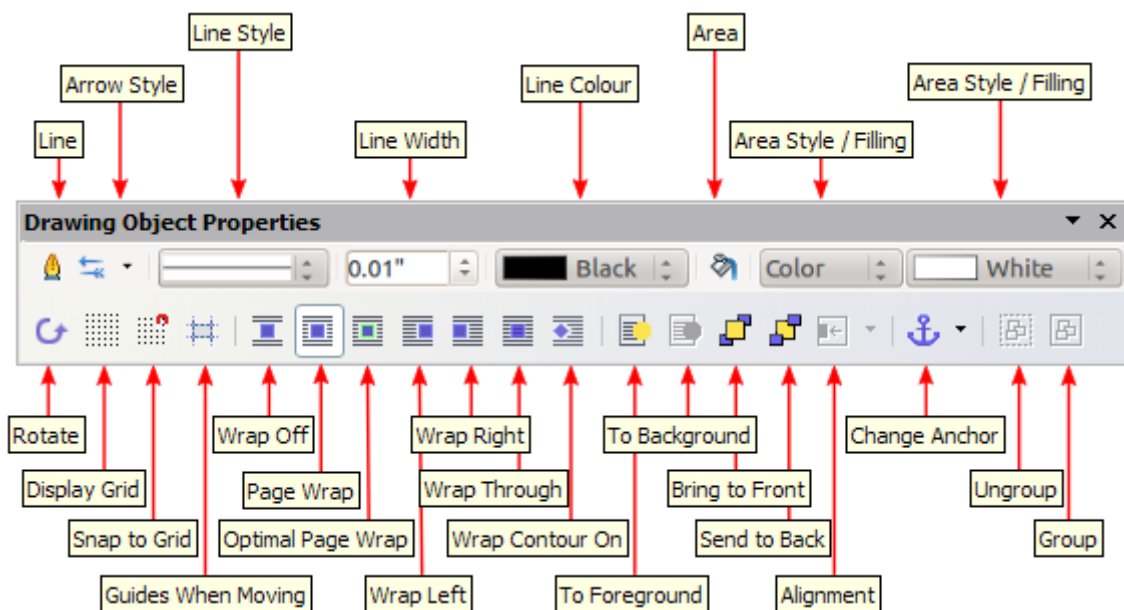 Line Style
Area
Arrow Style
Line Colour
Area Style / Filling
Line
Line Width
Area Style / Filling
Drawing Object Properties
0.01"
Black
Color
White
Rotate
Wrap Off
Wrap Right
To Background
Change Anchor
Display Grid
Page Wrap
Wrap Through
Bring to Front
Ungroup
Snap to Grid
Optimal Page Wrap
Wrap Contour On
Send to Back
Group
Guides When Moving
Wrap Left
To Foreground
Alignment